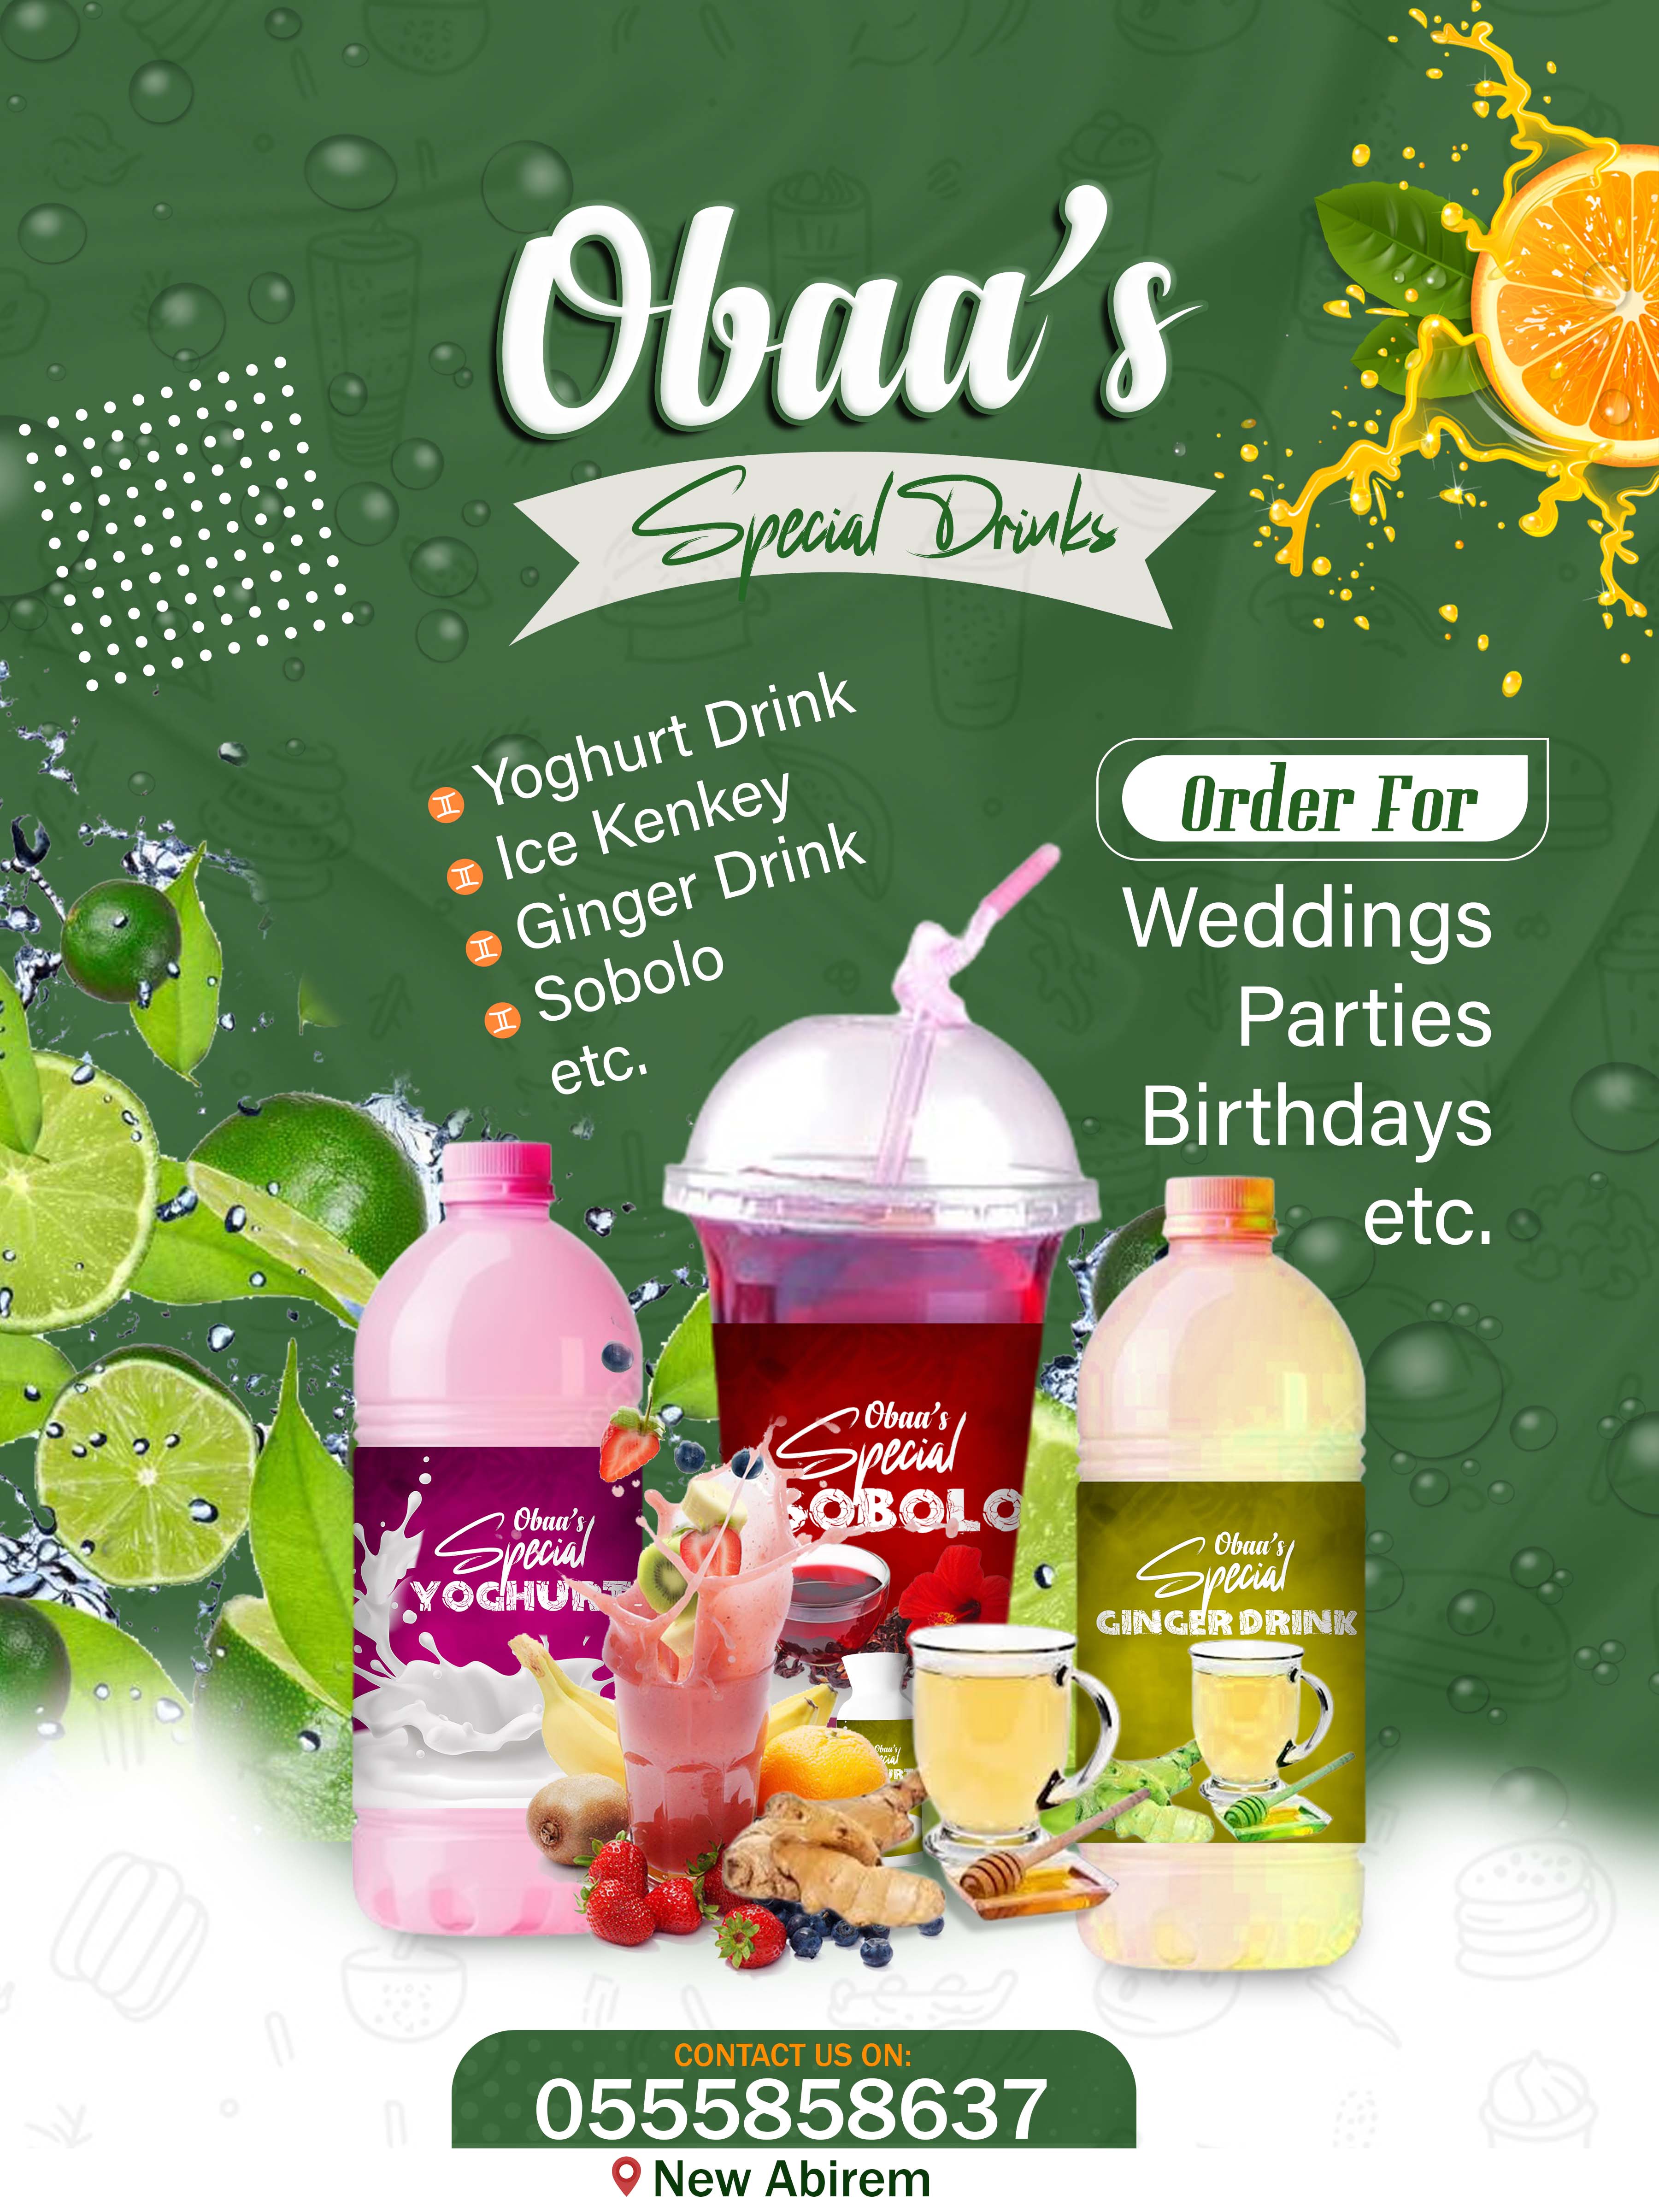 Obaa's
Special Drinks
Yoghurt Drink
Ice Kenkey
Ginger Drink
Sobolo
etc.
Order For
Weddings
Parties
Birthdays
etc.
Obaa's
Special
YOGHURT
Obaa's
Special
SOBOLO
Obaa's
Special
GINGER DRINK
CONTACT US ON:
0555858637
New Abirem